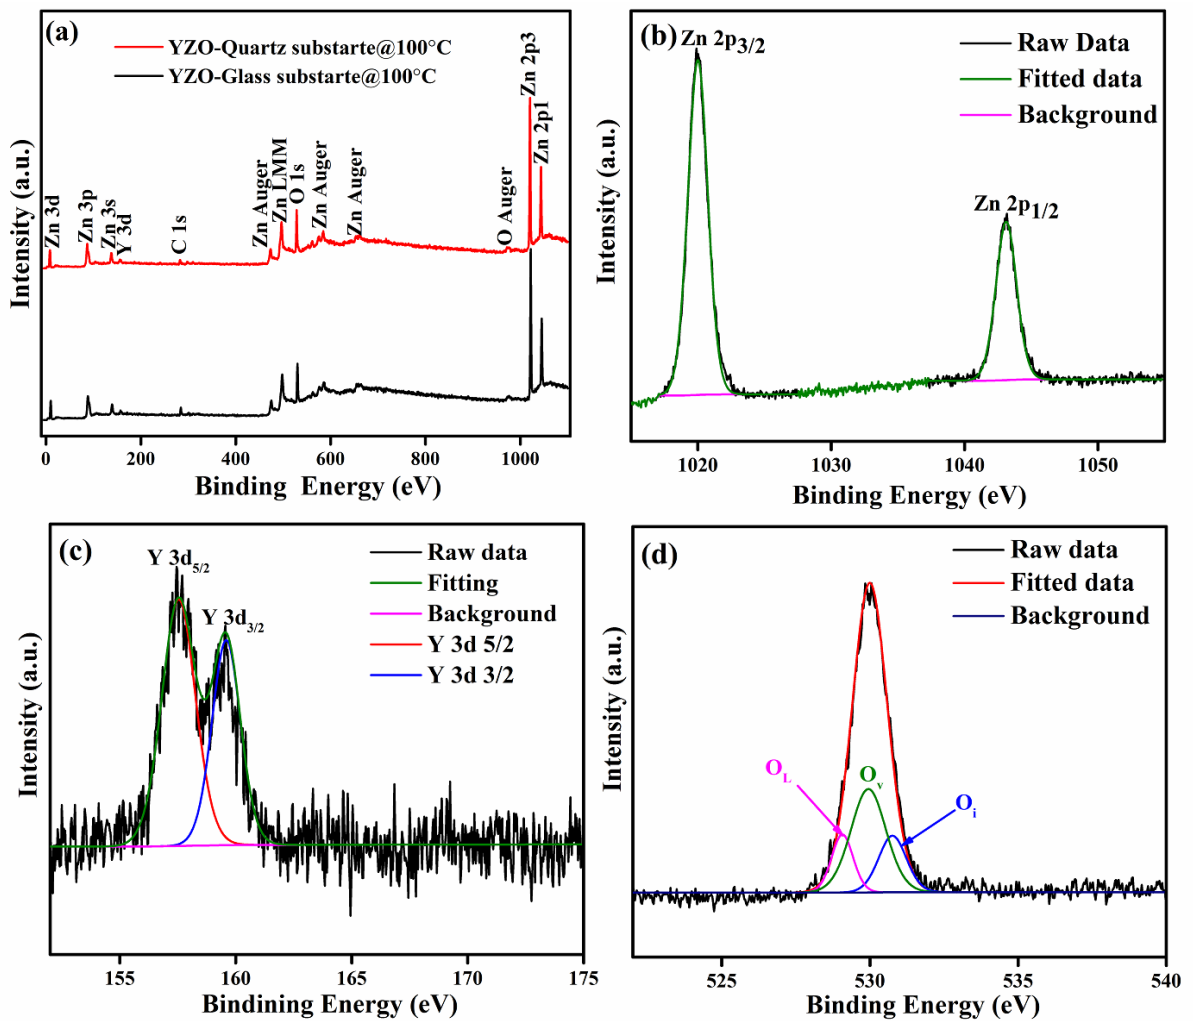 (a)
YZO-Quartz substarte@100°C
YZO-Glass substarte@100°C
Zn 3d
Zn 3p
Zn 3s
Y 3d
C 1s
Zn Auger
Zn LMM
O 1s
Zn Auger
Zn Auger
O Auger
Zn 2p3
Zn 2p1
Intensity (a.u.)
0 200 400 600 800 1000
Binding Energy (eV)
(b)
Zn 2p3/2
Zn 2p1/2
Raw Data
Fitted data
Background
Intensity (a.u.)
1020 1030 1040 1050
Binding Energy (eV)
(c)
Y 3d5/2
Y 3d3/2
Raw data
Fitting
Background
Y 3d 5/2
Y 3d 3/2
Intensity (a.u.)
155 160 165 170 175
Bindining Energy (eV)
(d)
Raw data
Fitted data
Background
OL
Ov
Oi
Intensity (a.u.)
525 530 535 540
Binding Energy (eV)